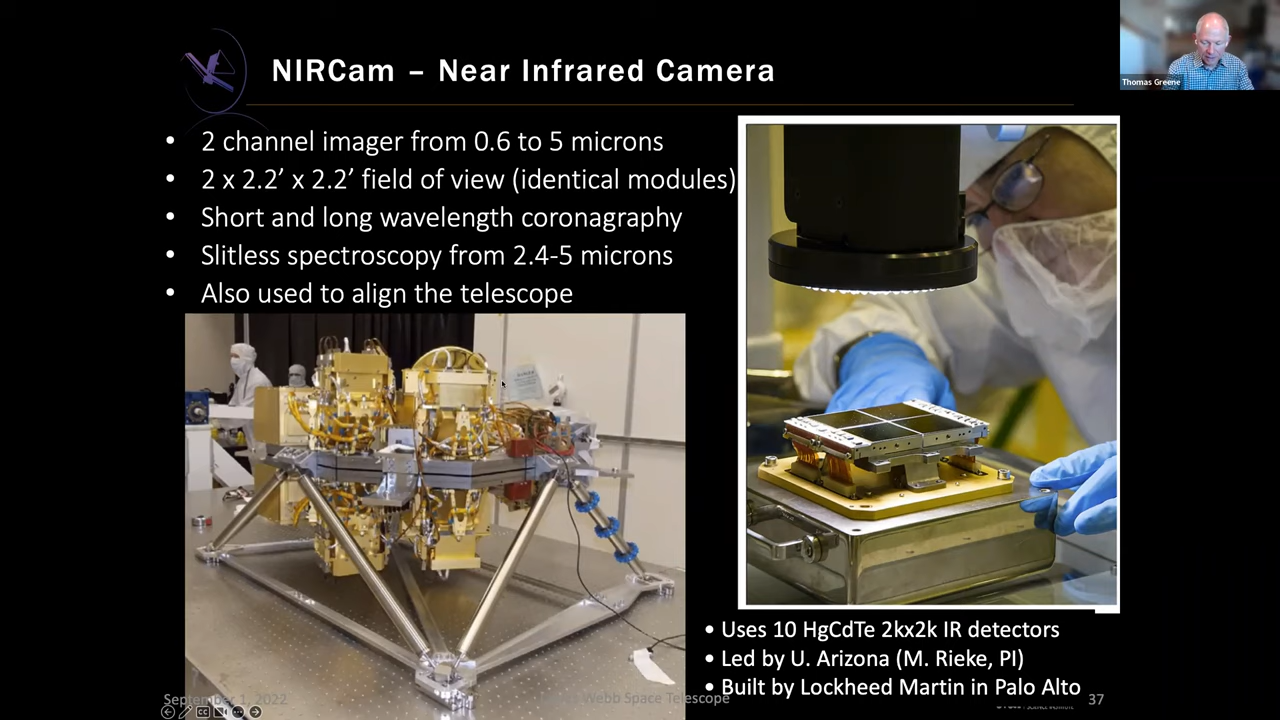 NIRCam – Near Infrared Camera
Thomas Greene
• 2 channel imager from 0.6 to 5 microns
• 2 x 2.2’ x 2.2’ field of view (identical modules)
• Short and long wavelength coronagraphy
• Slitless spectroscopy from 2.4-5 microns
• Also used to align the telescope
• Uses 10 HgCdTe 2kx2k IR detectors
• Led by U. Arizona (M. Rieke, PI)
• Built by Lockheed Martin in Palo Alto
September 1, 2022
Webb Space Telescope
37